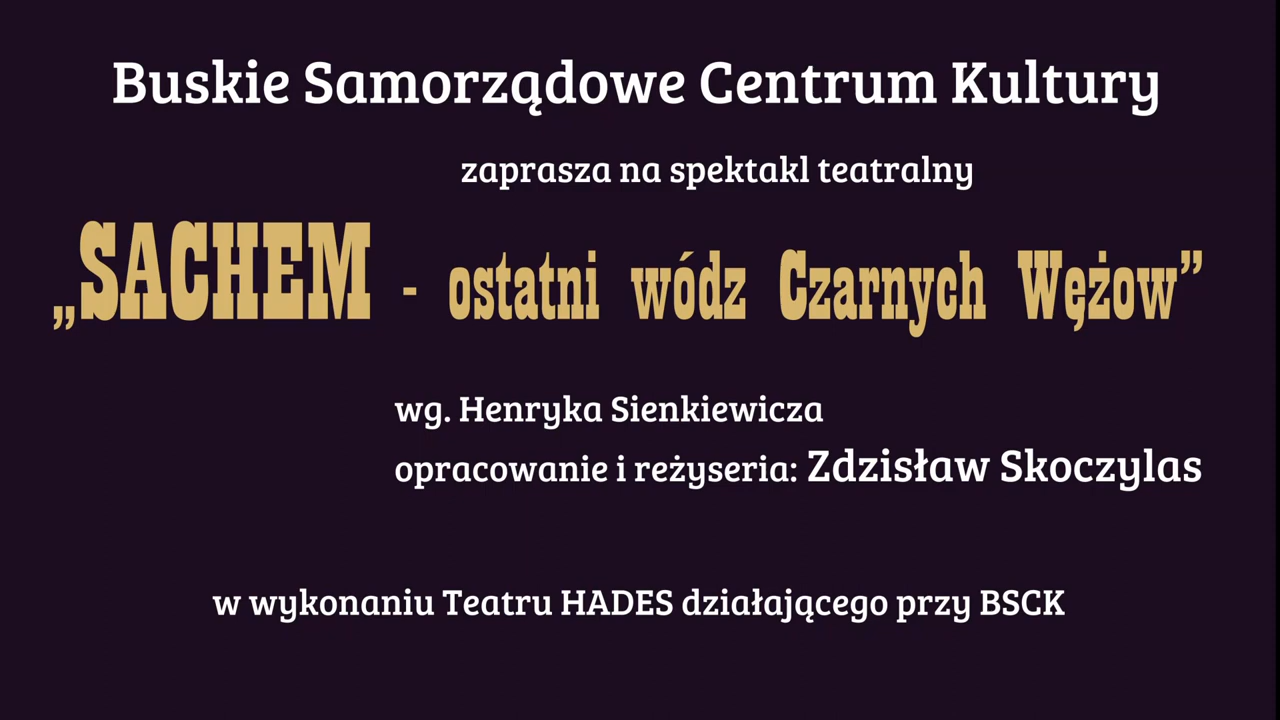 Buskie Samorządowe Centrum Kultury
zaprasza na spektakl teatralny
„SACHEM - ostatni wódz Czarnych Wężow”
wg. Henryka Sienkiewicza
opracowanie i reżyseria: Zdzisław Skoczylas
w wykonaniu Teatru HADES działającego przy BSCK